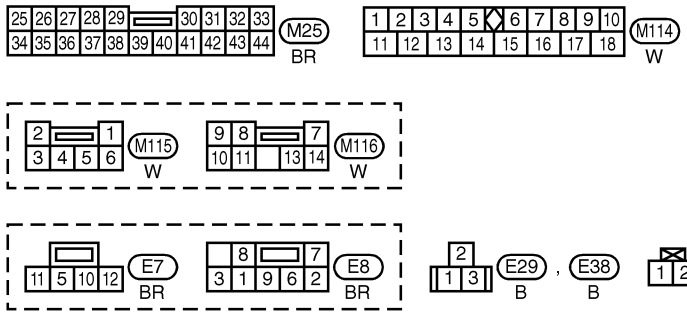 25 26 27 28 29 30 31 32 33
34 35 36 37 38 39 40 41 42 43 44
M25
BR
1 2 3 4 5 6 7 8 9 10
11 12 13 14 15 16 17 18
M114
W
2 1
3 4 5 6
M115
W
9 8 7
10 11 13 14
M116
W
11 5 10 12
E7
BR
8 7
3 1 9 6 2
E8
BR
2
1 3
E29 , E38
B B
1 2